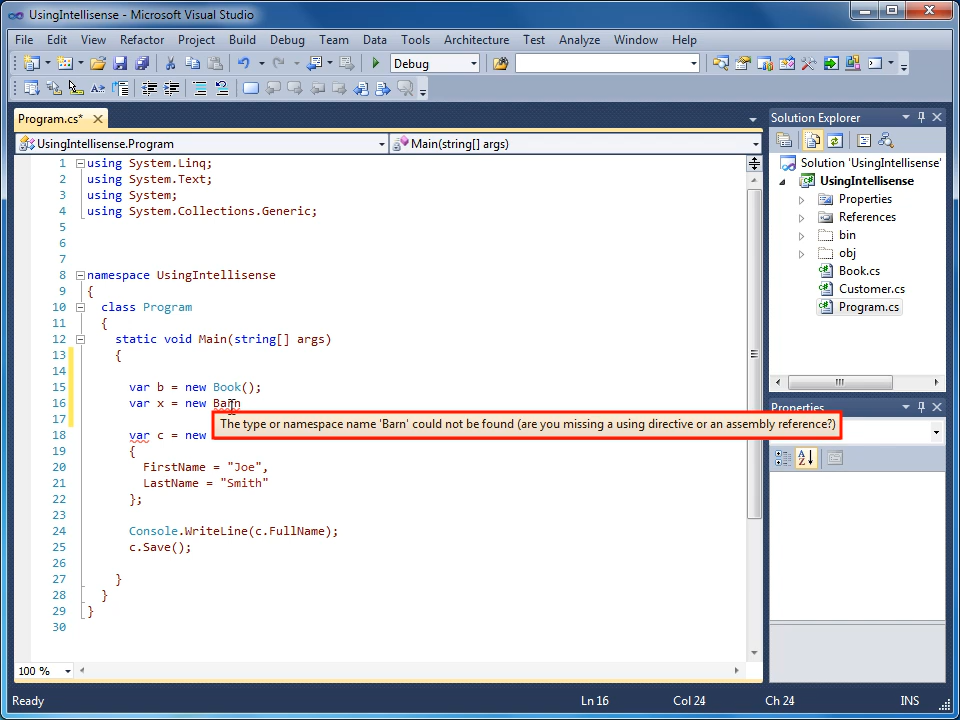 UsingIntellisense - Microsoft Visual Studio
File Edit View Refactor Project Build Debug Team Data Tools Architecture Test Analyze Window Help
Debug
Program.cs* Solution Explorer
UsingIntellisense.Program Main(string[] args)
1 using System.Linq;
2 using System.Text;
3 using System;
4 using System.Collections.Generic;
5
6
7
8 namespace UsingIntellisense
9 {
10 class Program
11 {
12 static void Main(string[] args)
13 {
14
15 var b = new Book();
16 var x = new Barn
17
The type or namespace name 'Barn' could not be found (are you missing a using directive or an assembly reference?)
18 var c = new
19 {
20 FirstName = "Joe",
21 LastName = "Smith"
22 };
23
24 Console.WriteLine(c.FullName);
25 c.Save();
26
27 }
28 }
29 }
30
100 %
Solution 'UsingIntellisense'
UsingIntellisense
Properties
References
bin
obj
Book.cs
Customer.cs
Program.cs
Properties
Ready Ln 16 Col 24 Ch 24 INS